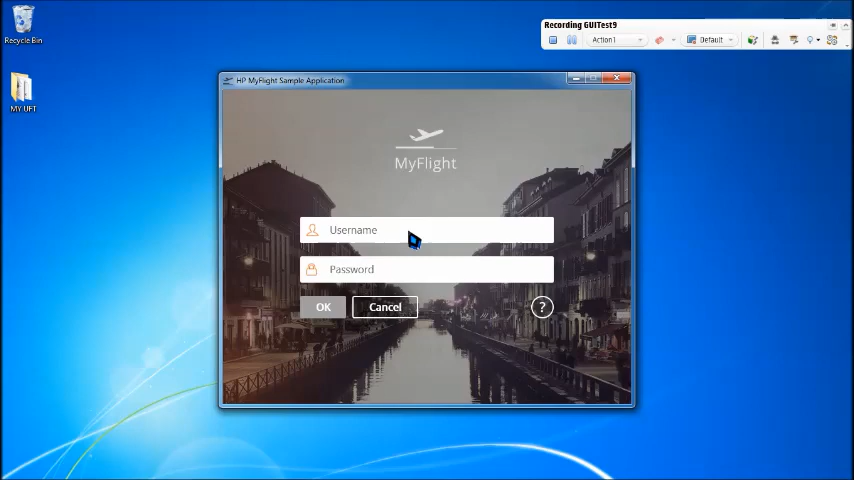 Recycle Bin
MY UFT
Recording GUITest9
Action1
Default
HP MyFlight Sample Application
MyFlight
Username
Password
OK
Cancel
?